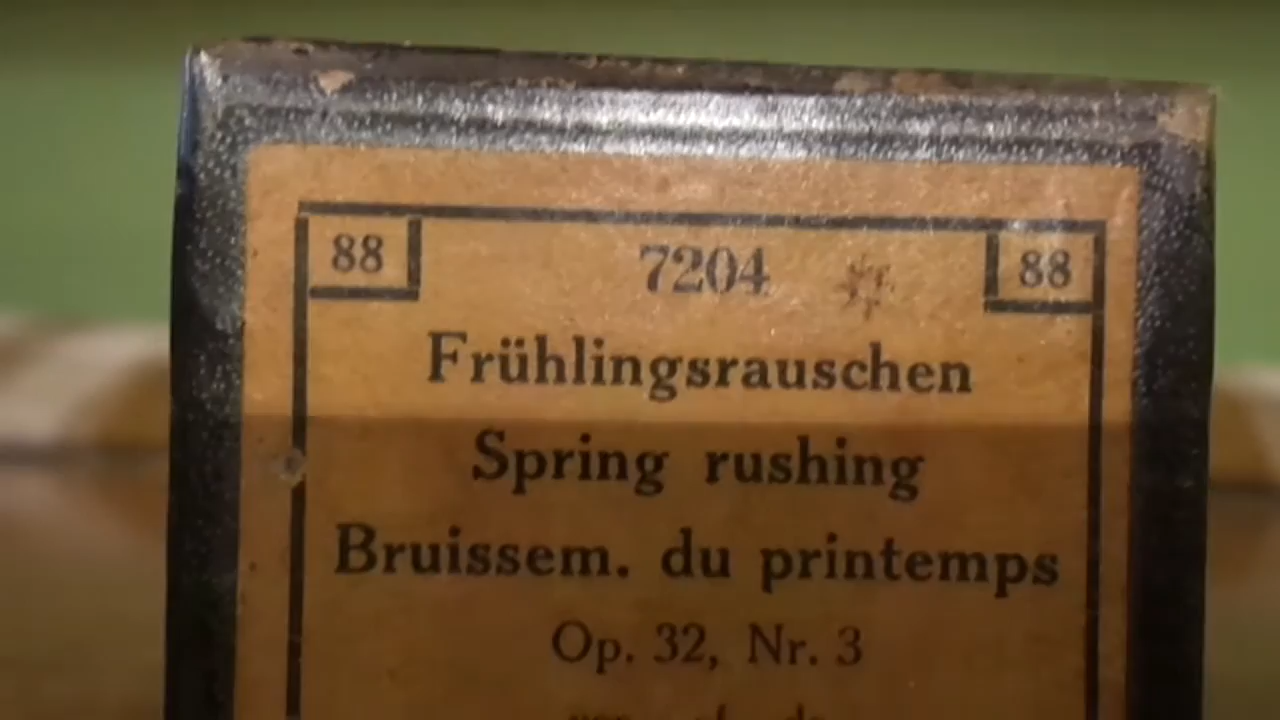 88 7204 88
Frühlingsrauschen
Spring rushing
Bruissem. du printemps
Op. 32, Nr. 3